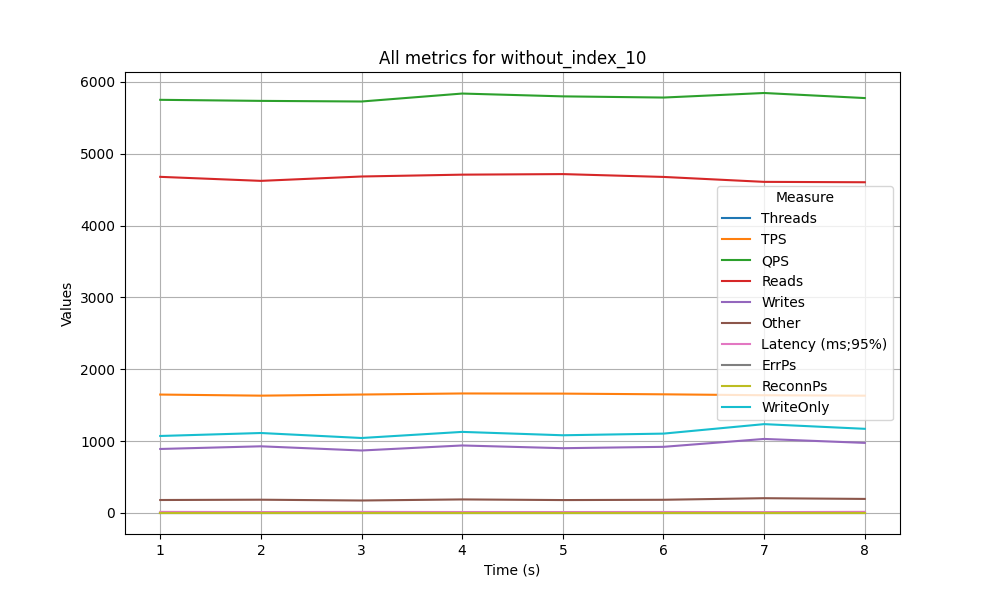 All metrics for without_index_10
6000
5000
4000
3000
2000
1000
0
Values
Measure
Threads
TPS
QPS
Reads
Writes
Other
Latency (ms;95%)
ErrPs
ReconnPs
WriteOnly
1 2 3 4 5 6 7 8
Time (s)